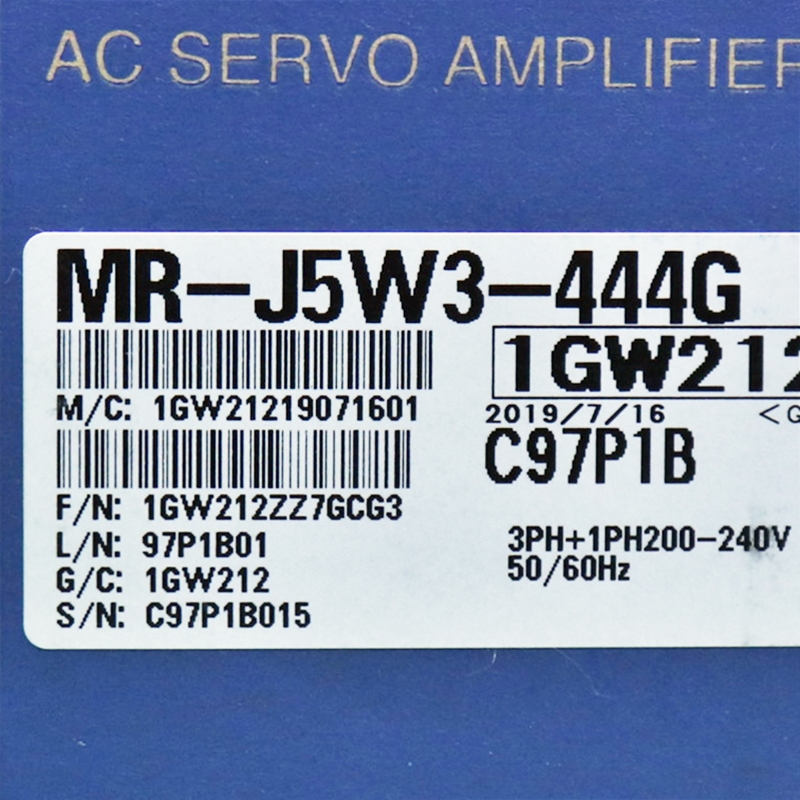 AC SERVO AMPLIFIER
MR-J5W3-444G
1GW212
M/C: 1GW21219071601
2019/7/16 <G
C97P1B
F/N: 1GW212ZZ7GCG3
L/N: 97P1B01
3PH+1PH200-240V
G/C: 1GW212
50/60Hz
S/N: C97P1B015